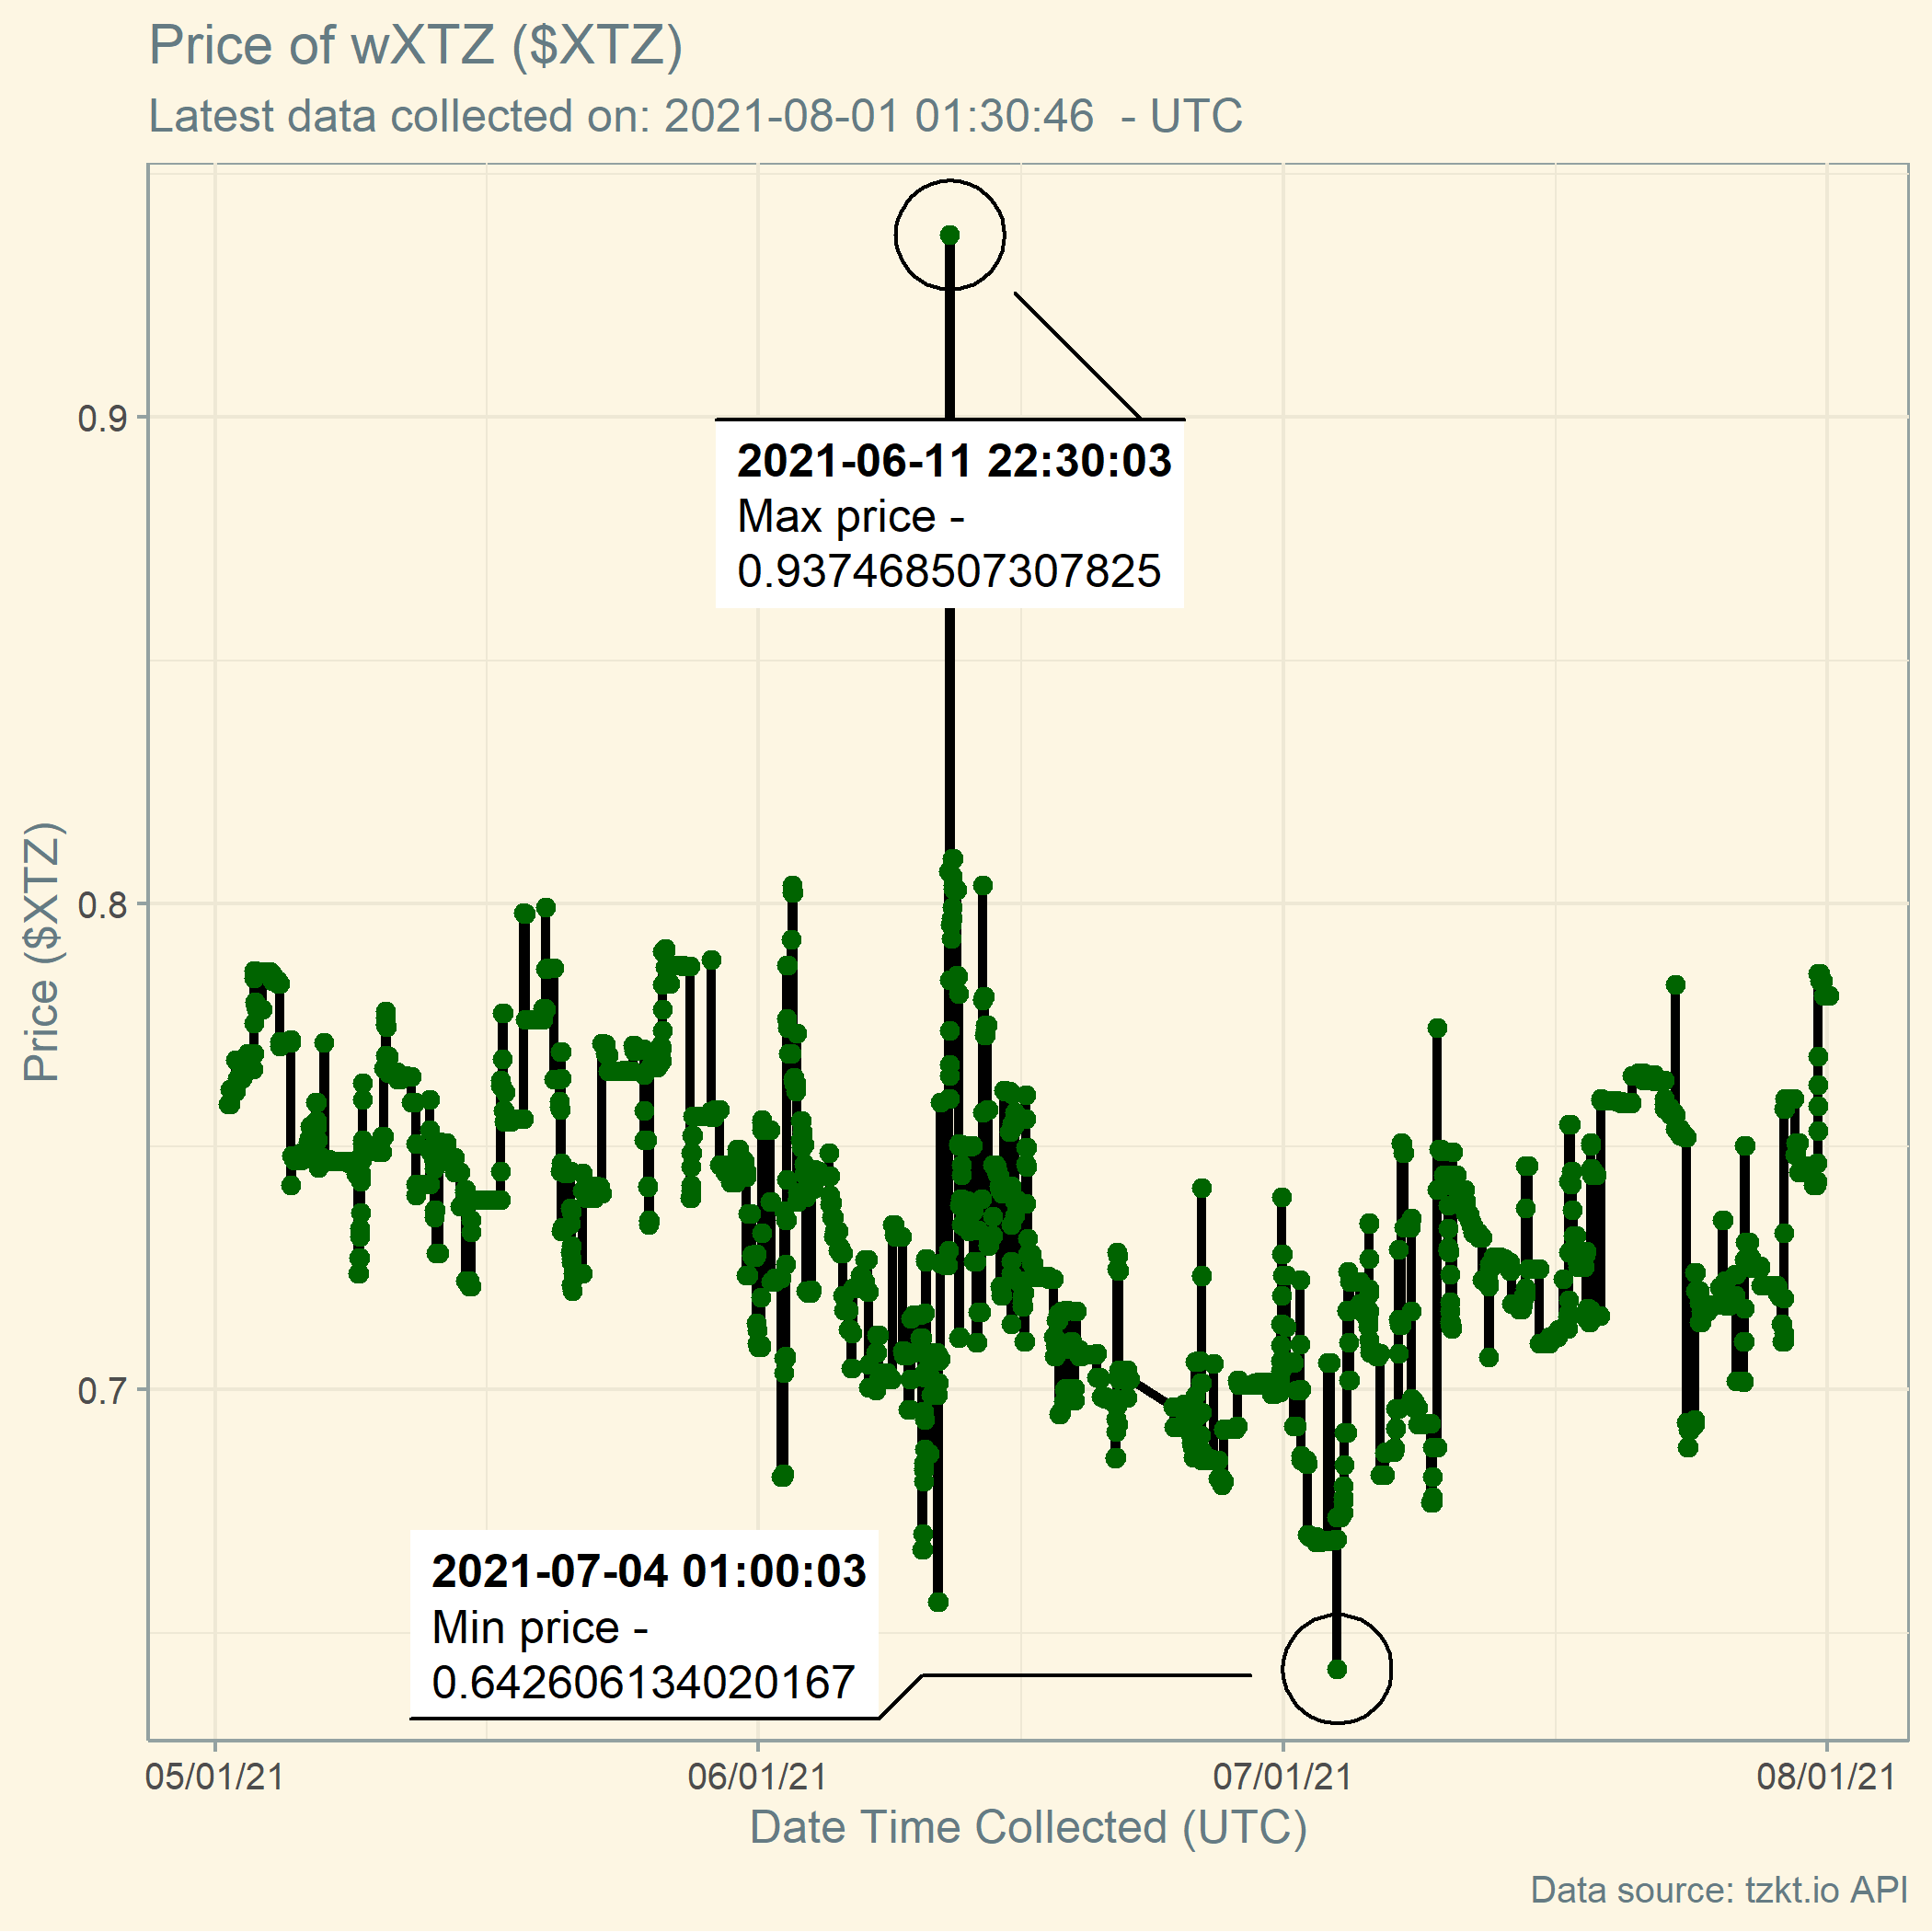 Price of wXTZ ($XTZ)
Latest data collected on: 2021-08-01 01:30:46  - UTC
Price ($XTZ)
0.9
0.8
0.7
2021-06-11 22:30:03
Max price -
0.937468507307825
2021-07-04 01:00:03
Min price -
0.642606134020167
05/01/21
06/01/21
07/01/21
08/01/21
Date Time Collected (UTC)
Data source: tzkt.io API